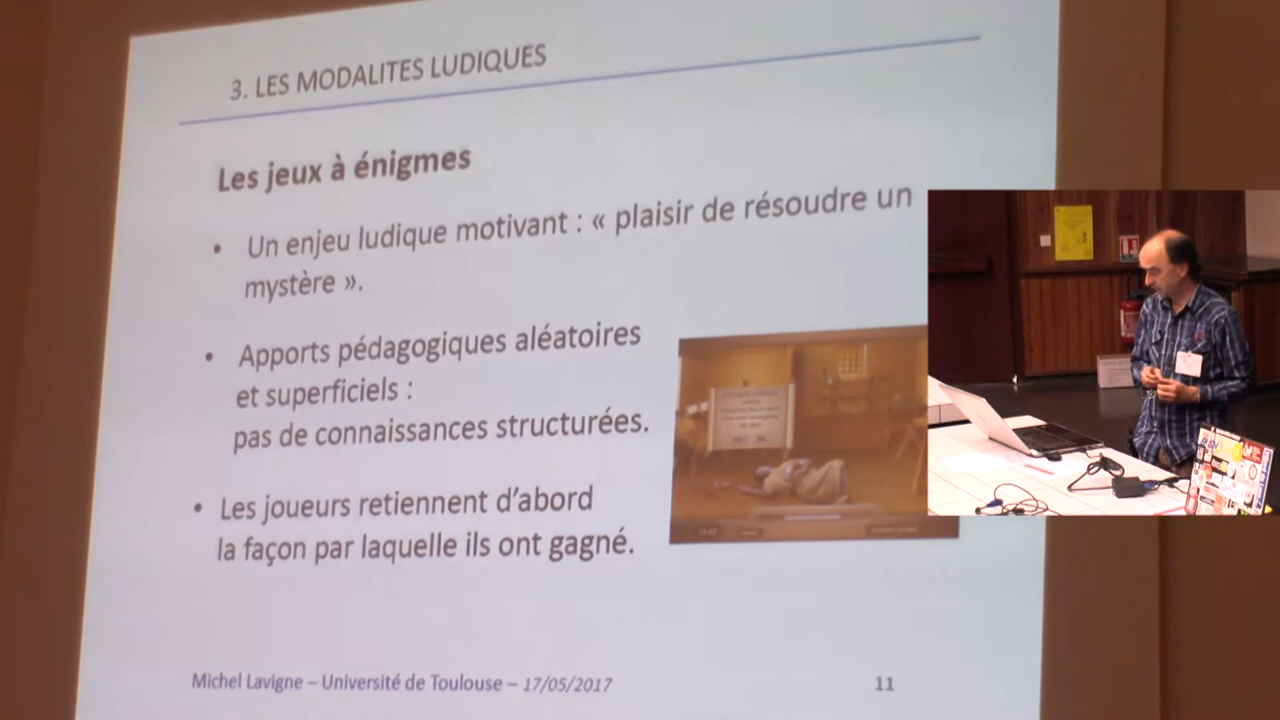 3. LES MODALITES LUDIQUES
Les jeux à énigmes
• Un enjeu ludique motivant : « plaisir de résoudre un
mystère ».
• Apports pédagogiques aléatoires
et superficiels :
pas de connaissances structurées.
• Les joueurs retiennent d’abord
la façon par laquelle ils ont gagné.
Michel Lavigne – Université de Toulouse – 17/05/2017
11